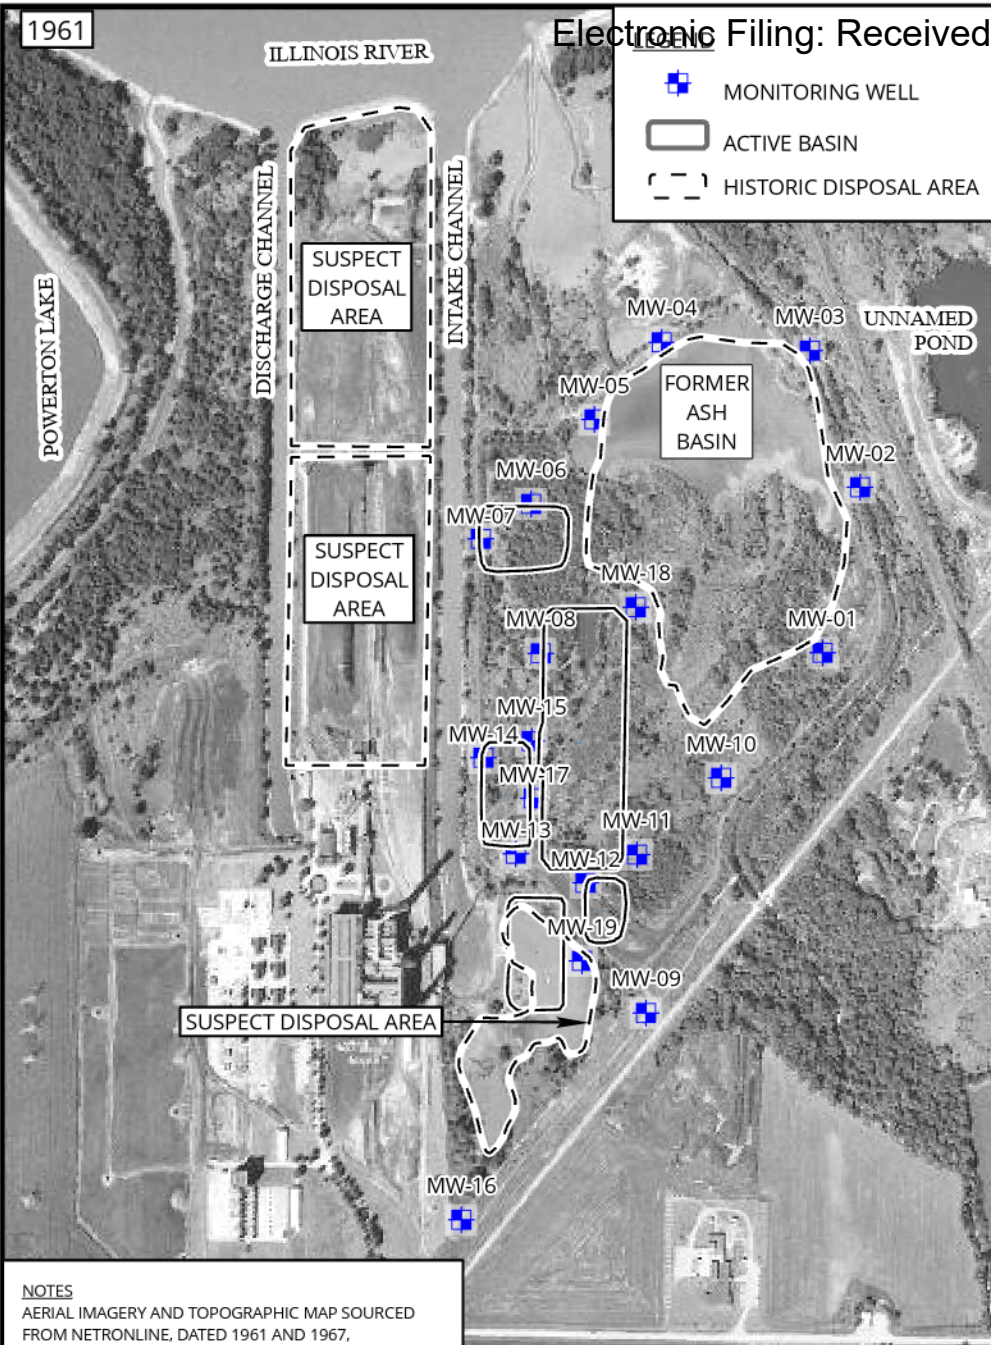 1961
Electronic Filing: Received
LEGEND
MONITORING WELL
ACTIVE BASIN
HISTORIC DISPOSAL AREA
ILLINOIS RIVER
DISCHARGE CHANNEL
INTAKE CHANNEL
POWERTON LAKE
SUSPECT
DISPOSAL
AREA
MW-04
MW-03
UNNAMED
POND
MW-05
FORMER
ASH
BASIN
MW-02
MW-06
MW-07
SUSPECT
DISPOSAL
AREA
MW-18
MW-08
MW-01
MW-15
MW-14
MW-10
MW-17
MW-13
MW-11
MW-12
MW-19
MW-09
SUSPECT DISPOSAL AREA
MW-16
NOTES
AERIAL IMAGERY AND TOPOGRAPHIC MAP SOURCED
FROM NETRONLINE, DATED 1961 AND 1967,